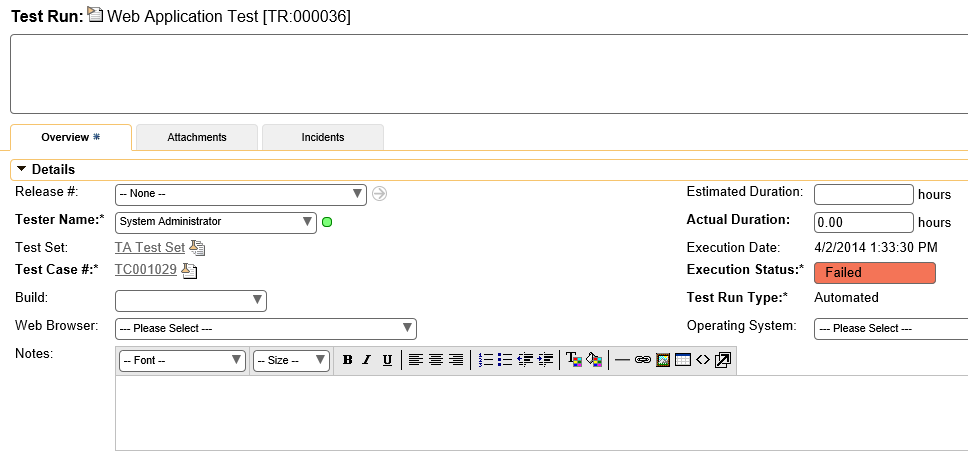 Test Run: Web Application Test [TR:000036]
Overview * Attachments Incidents
Details
Release #: -- None -- Estimated Duration: hours
Tester Name:* System Administrator Actual Duration: 0.00 hours
Test Set: TA Test Set Execution Date: 4/2/2014 1:33:30 PM
Test Case #:* TC001029 Execution Status:* Failed
Build: Test Run Type:* Automated
Web Browser: --- Please Select --- Operating System: --- Please Select ---
Notes: -- Font -- -- Size -- B I U